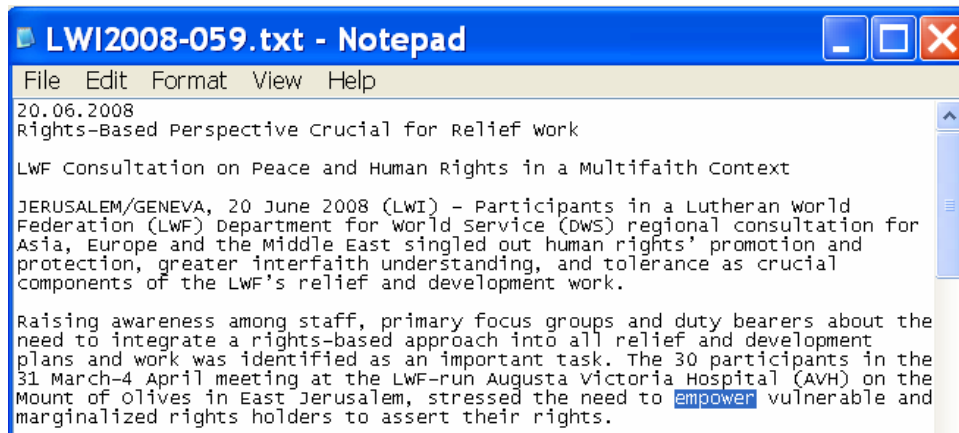 LWI2008-059.txt - Notepad
File Edit Format View Help
20.06.2008
Rights-Based Perspective Crucial for Relief Work
LWF Consultation on Peace and Human Rights in a Multifaith Context
JERUSALEM/GENEVA, 20 June 2008 (LWI) – Participants in a Lutheran World
Federation (LWF) Department for World Service (DWS) regional consultation for
Asia, Europe and the Middle East singled out human rights’ promotion and
protection, greater interfaith understanding, and tolerance as crucial
components of the LWF’s relief and development work.
Raising awareness among staff, primary focus groups and duty bearers about the
need to integrate a rights-based approach into all relief and development
plans and work was identified as an important task. The 30 participants in the
31 March–4 April meeting at the LWF-run Augusta Victoria Hospital (AVH) on the
Mount of Olives in East Jerusalem, stressed the need to empower vulnerable and
marginalized rights holders to assert their rights.